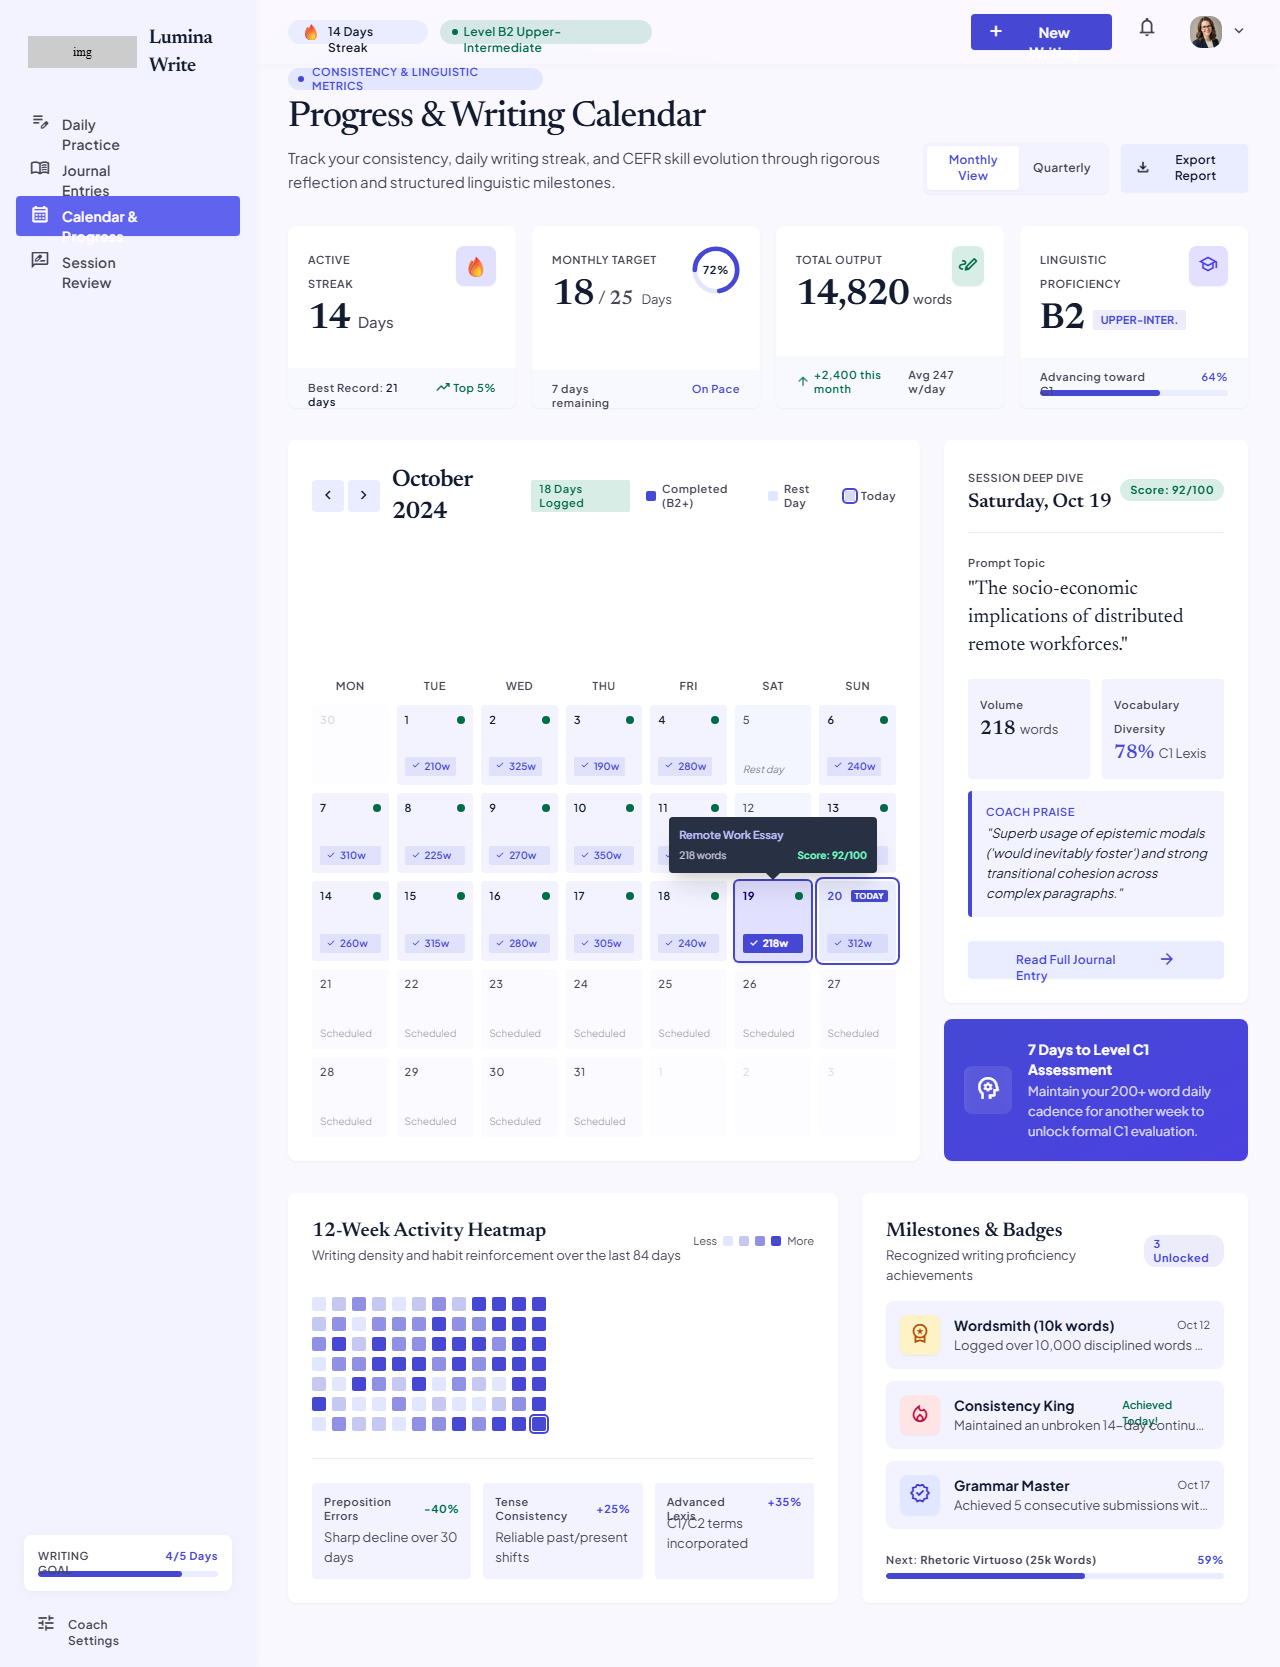 img
Lumina
Write
Daily
Practice
Journal
Entries
Calendar &
Progress
Session
Review
WRITING
GOAL
4/5 Days
Coach
Settings
14 Days
Streak
Level B2 Upper-
Intermediate
New
Writing
CONSISTENCY & LINGUISTIC
METRICS
Progress & Writing Calendar
Track your consistency, daily writing streak, and CEFR skill evolution through rigorous
reflection and structured linguistic milestones.
Monthly
View
Quarterly
Export
Report
ACTIVE
STREAK
14 Days
Best Record: 21
days
Top 5%
MONTHLY TARGET
18 / 25 Days
72%
7 days
remaining
On Pace
TOTAL OUTPUT
14,820 words
+2,400 this
month
Avg 247
w/day
LINGUISTIC
PROFICIENCY
B2 UPPER-INTER.
Advancing toward
C1
64%
October
2024
18 Days
Logged
Completed
(B2+)
Rest
Day
Today
MON TUE WED THU FRI SAT SUN
30 1 2 3 4 5 6
210w 325w 190w 280w Rest day 240w
7 8 9 10 11 12 13
Remote Work Essay
218 words Score: 92/100
310w 225w 270w 350w
14 15 16 17 18 19 20 TODAY
260w 315w 280w 305w 240w 218w 312w
21 22 23 24 25 26 27
Scheduled Scheduled Scheduled Scheduled Scheduled Scheduled Scheduled
28 29 30 31 1 2 3
Scheduled Scheduled Scheduled Scheduled
SESSION DEEP DIVE
Saturday, Oct 19
Score: 92/100
Prompt Topic
"The socio-economic
implications of distributed
remote workforces."
Volume
218 words
Vocabulary
Diversity
78% C1 Lexis
COACH PRAISE
"Superb usage of epistemic modals
('would inevitably foster') and strong
transitional cohesion across
complex paragraphs."
Read Full Journal
Entry
7 Days to Level C1
Assessment
Maintain your 200+ word daily
cadence for another week to
unlock formal C1 evaluation.
12-Week Activity Heatmap
Writing density and habit reinforcement over the last 84 days
Less More
Preposition
Errors
-40%
Sharp decline over 30
days
Tense
Consistency
+25%
Reliable past/present
shifts
Advanced
Lexis
+35%
C1/C2 terms
incorporated
Milestones & Badges
Recognized writing proficiency
achievements
3
Unlocked
Wordsmith (10k words)
Oct 12
Logged over 10,000 disciplined words ...
Consistency King
Achieved
Today!
Maintained an unbroken 14-day continu...
Grammar Master
Oct 17
Achieved 5 consecutive submissions wit...
Next: Rhetoric Virtuoso (25k Words)
59%